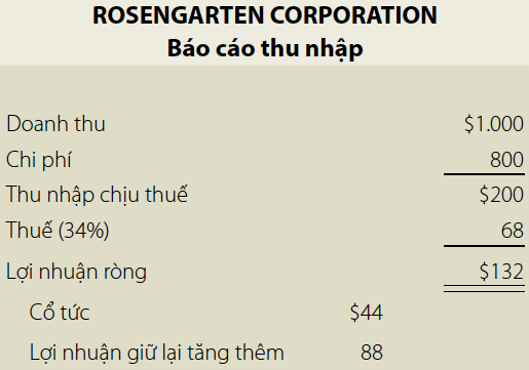 ROSENGARTEN CORPORATION
Báo cáo thu nhập
Doanh thu $1.000
Chi phí 800
Thu nhập chịu thuế $200
Thuế (34%) 68
Lợi nhuận ròng $132
Cổ tức $44
Lợi nhuận giữ lại tăng thêm 88